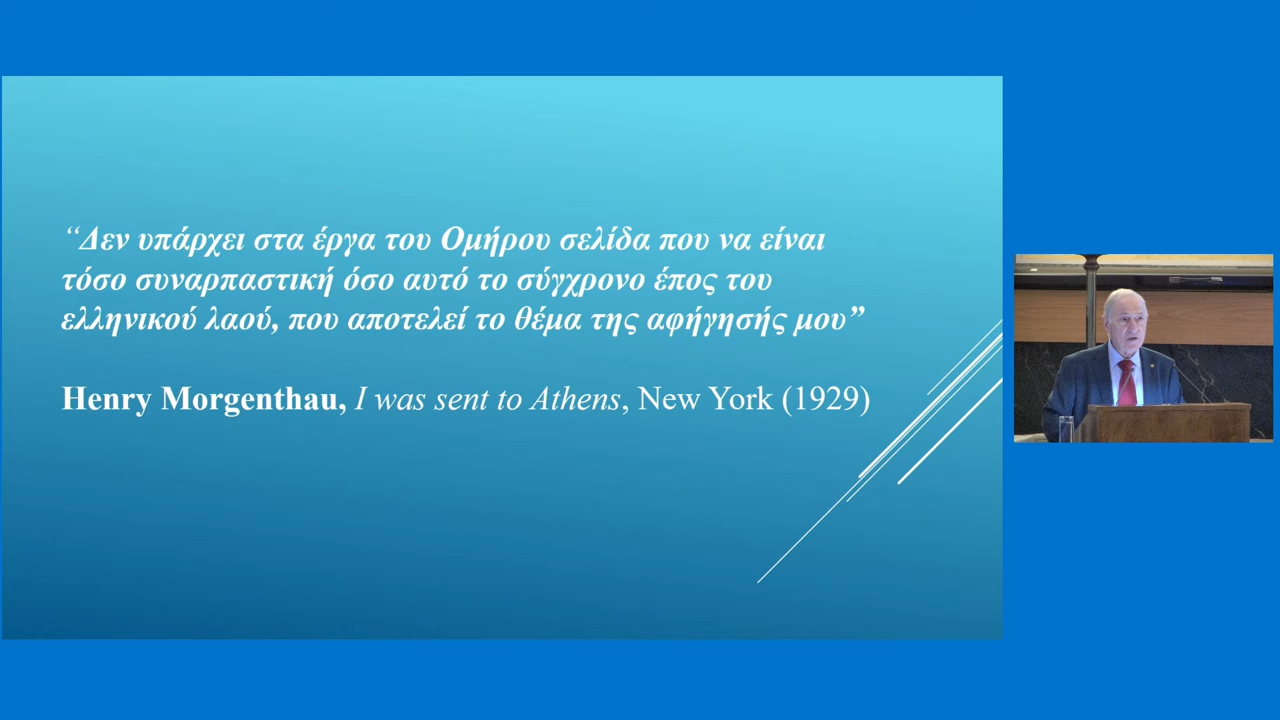 “Δεν υπάρχει στα έργα του Ομήρου σελίδα που να είναι
τόσο συναρπαστική όσο αυτό το σύγχρονο έπος του
ελληνικού λαού, που αποτελεί το θέμα της αφήγησής μου”
Henry Morgenthau, I was sent to Athens, New York (1929)